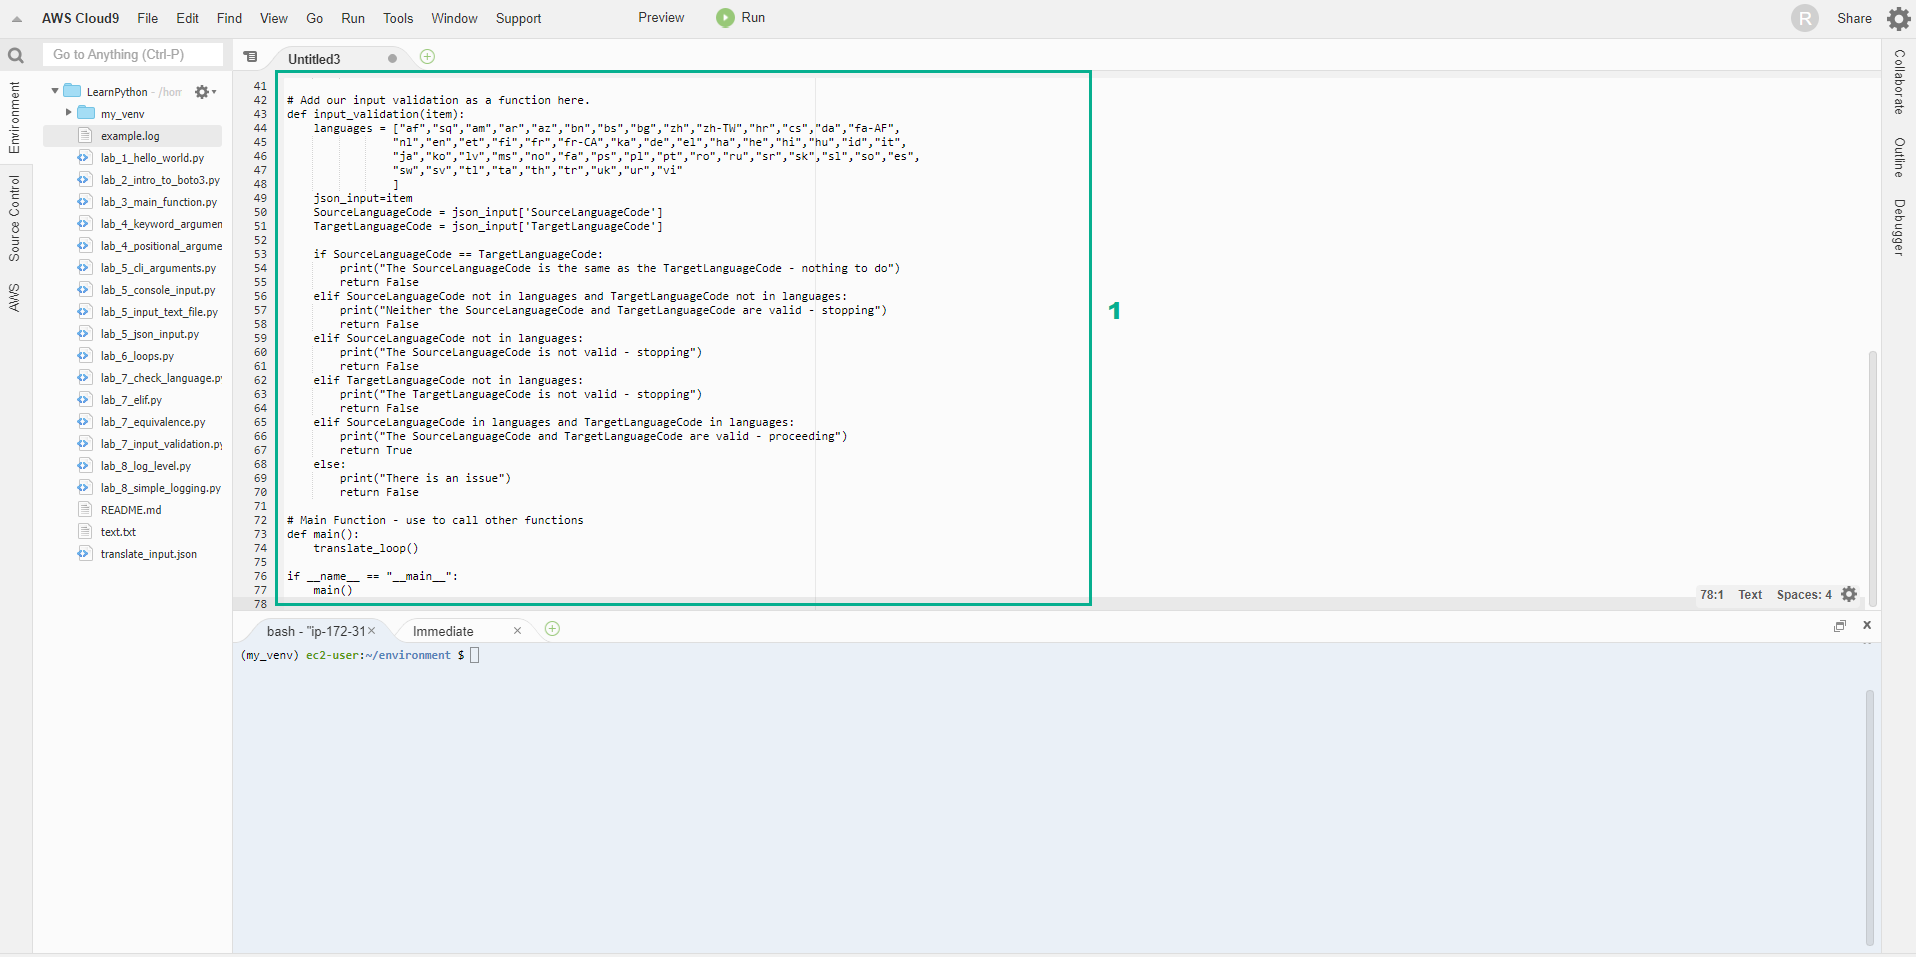 AWS Cloud9 File Edit Find View Go Run Tools Window Support Preview Run R Share
Go to Anything (Ctrl-P)
Untitled3
Environment
Source Control
AWS
LearnPython - /hom
my_venv
example.log
lab_1_hello_world.py
lab_2_intro_to_boto3.py
lab_3_main_function.py
lab_4_keyword_argumen
lab_4_positional_argume
lab_5_cli_arguments.py
lab_5_console_input.py
lab_5_input_text_file.py
lab_5_json_input.py
lab_6_loops.py
lab_7_check_language.py
lab_7_elif.py
lab_7_equivalence.py
lab_7_input_validation.py
lab_8_log_level.py
lab_8_simple_logging.py
README.md
text.txt
translate_input.json
41
42 # Add our input validation as a function here.
43 def input_validation(item):
44     languages = ["af","sq","am","ar","az","bn","bs","bg","zh","zh-TW","hr","cs","da","fa-AF",
45                 "nl","en","et","fi","fr","fr-CA","ka","de","el","ha","he","hi","hu","id","it",
46                 "ja","ko","lv","ms","no","fa","ps","pl","pt","ro","ru","sr","sk","sl","so","es",
47                 "sw","sv","tl","ta","th","tr","uk","ur","vi"
48                 ]
49     json_input=item
50     SourceLanguageCode = json_input['SourceLanguageCode']
51     TargetLanguageCode = json_input['TargetLanguageCode']
52
53     if SourceLanguageCode == TargetLanguageCode:
54         print("The SourceLanguageCode is the same as the TargetLanguageCode - nothing to do")
55         return False
56     elif SourceLanguageCode not in languages and TargetLanguageCode not in languages:
57         print("Neither the SourceLanguageCode and TargetLanguageCode are valid - stopping")
58         return False
59     elif SourceLanguageCode not in languages:
60         print("The SourceLanguageCode is not valid - stopping")
61         return False
62     elif TargetLanguageCode not in languages:
63         print("The TargetLanguageCode is not valid - stopping")
64         return False
65     elif SourceLanguageCode in languages and TargetLanguageCode in languages:
66         print("The SourceLanguageCode and TargetLanguageCode are valid - proceeding")
67         return True
68     else:
69         print("There is an issue")
70         return False
71
72 # Main Function - use to call other functions
73 def main():
74     translate_loop()
75
76 if __name__ == "__main__":
77     main()
78
1
78:1 Text Spaces: 4
Collaborate
Outline
Debugger
bash - "ip-172-31 Immediate
(my_venv) ec2-user:~/environment $